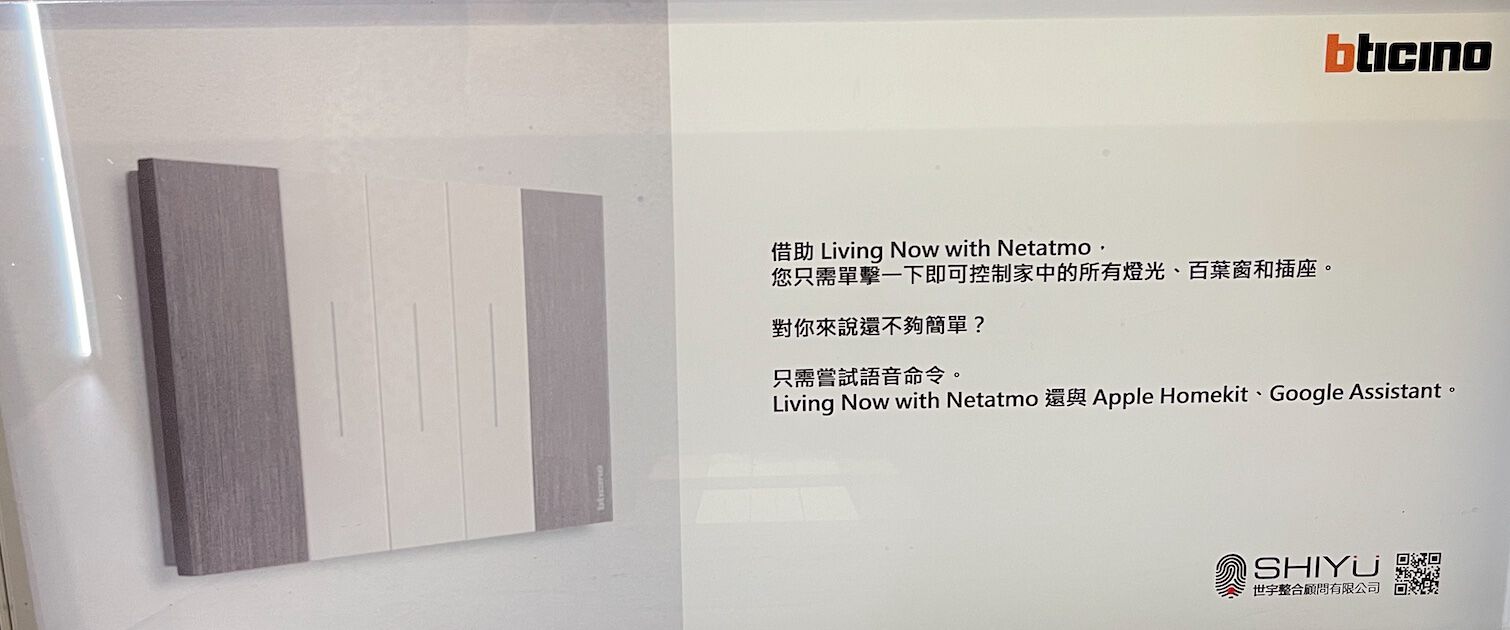 bticino
借助 Living Now with Netatmo，
您只需單擊一下即可控制家中的所有燈光、百葉窗和插座。
對你來說還不夠簡單？
只需嘗試語音命令。
Living Now with Netatmo 還與 Apple Homekit、Google Assistant。
bticino
SHIYÜ
世宇整合顧問有限公司